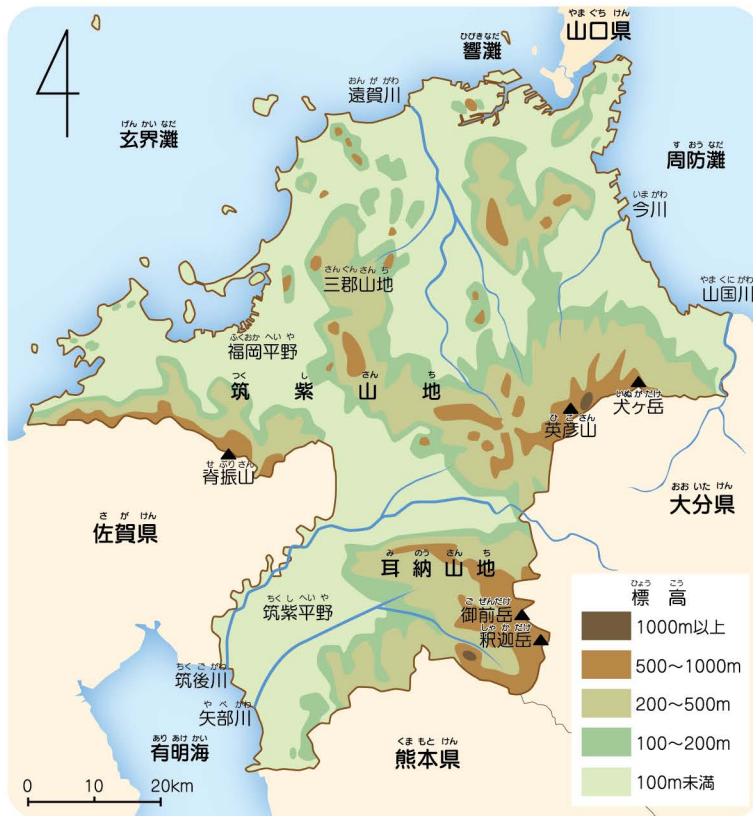 やまぐちけん
山口県
ひびきなだ
響灘
おんががわ
遠賀川
げんかいなだ
玄界灘
すおうなだ
周防灘
いまがわ
今川
やまくにがわ
山国川
さんぐんさんち
三郡山地
ふくおかへいや
福岡平野
つくしさんち
筑紫山地
いぬがだけ
犬ヶ岳
ひこさん
英彦山
せぶりさん
脊振山
おおいたけん
大分県
さがけん
佐賀県
みのうさんち
耳納山地
ちくしへいや
筑紫平野
ごぜんだけ
御前岳
しゃかだけ
釈迦岳
ちくごがわ
筑後川
やべがわ
矢部川
ありあけかい
有明海
くまもとけん
熊本県
0 10 20km
ひょうこう
標高
1000m以上
500〜1000m
200〜500m
100〜200m
100m未満